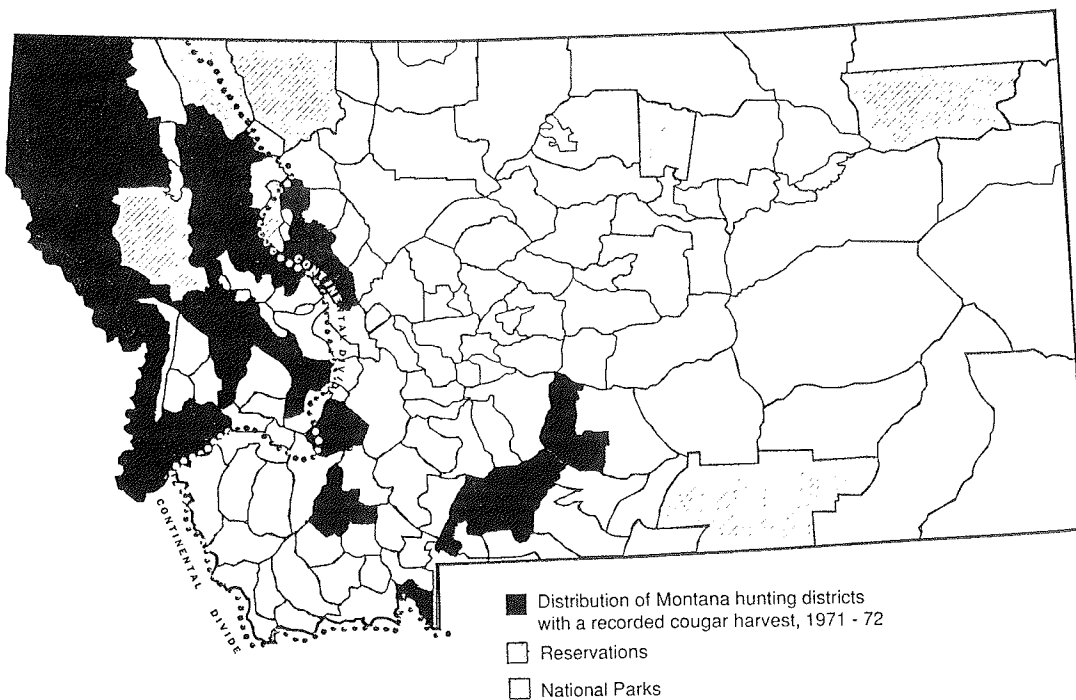 CONTINENTAL DIVIDE
CONTINENTAL DIVIDE
Distribution of Montana hunting districts
with a recorded cougar harvest, 1971 - 72
Reservations
National Parks